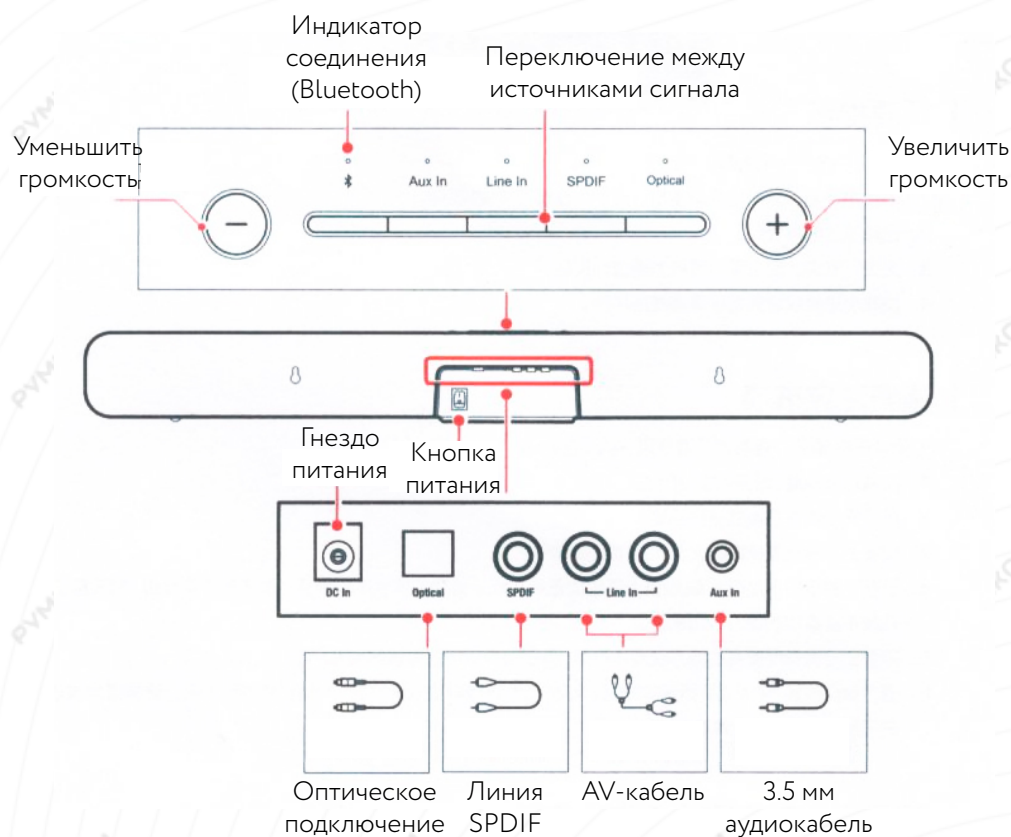 Индикатор
соединения
(Bluetooth)
Переключение между
источниками сигнала
Уменьшить
громкость
Увеличить
громкость
Aux In
Line In
SPDIF
Optical
Гнездо
питания
Кнопка
питания
DC In
Optical
SPDIF
Line In
Aux In
Оптическое
подключение
Линия
SPDIF
AV-кабель
3.5 мм
аудиокабель